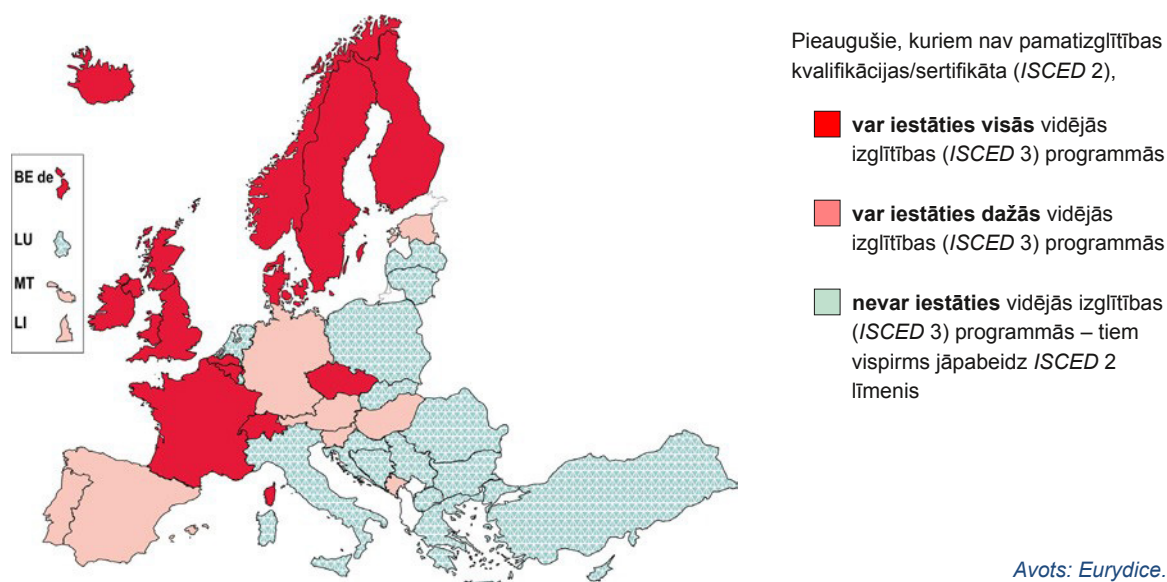 BE de
LU
MT
LI
Pieaugušie, kuriem nav pamatizglītības
kvalifikācijas/sertifikāta (ISCED 2),
var iestāties visās vidējās
izglītības (ISCED 3) programmās
var iestāties dažās vidējās
izglītības (ISCED 3) programmās
nevar iestāties vidējās izglītības
(ISCED 3) programmās – tiem
vispirms jāpabeidz ISCED 2
līmenis
Avots: Eurydice.